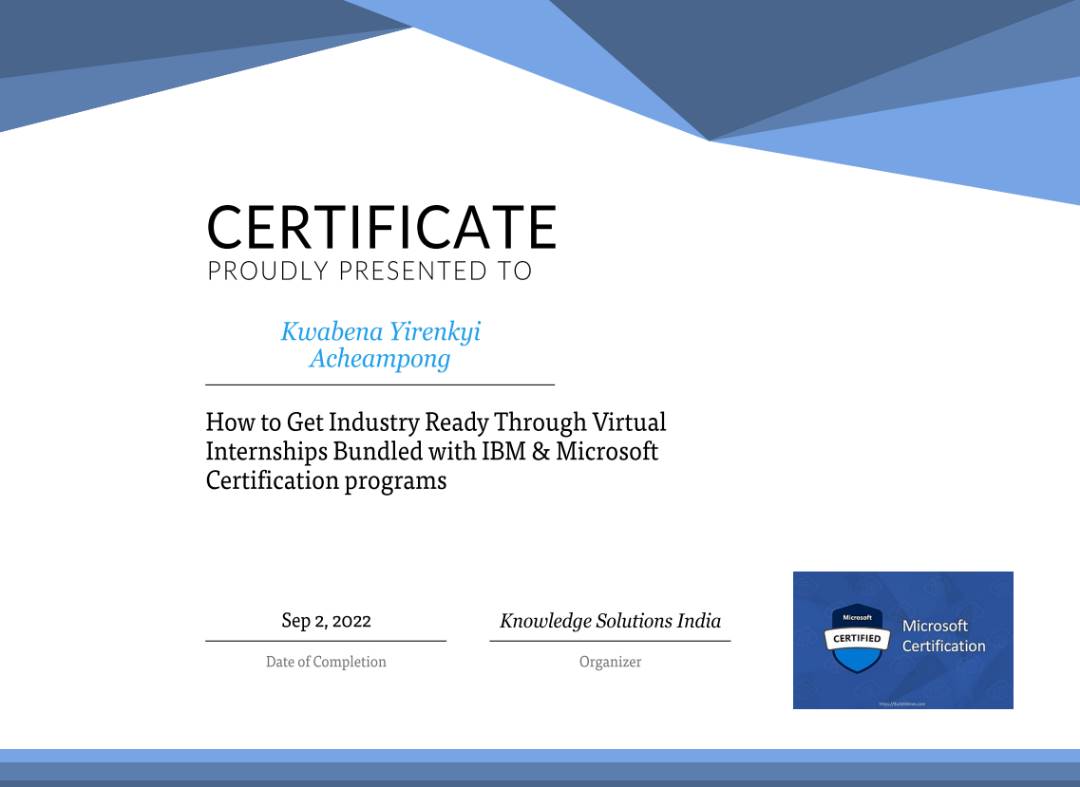 CERTIFICATE
PROUDLY PRESENTED TO
Kwabena Yirenkyi
Acheampong
How to Get Industry Ready Through Virtual
Internships Bundled with IBM & Microsoft
Certification programs
Sep 2, 2022
Knowledge Solutions India
Date of Completion
Organizer
Microsoft
CERTIFIED
Microsoft
Certification